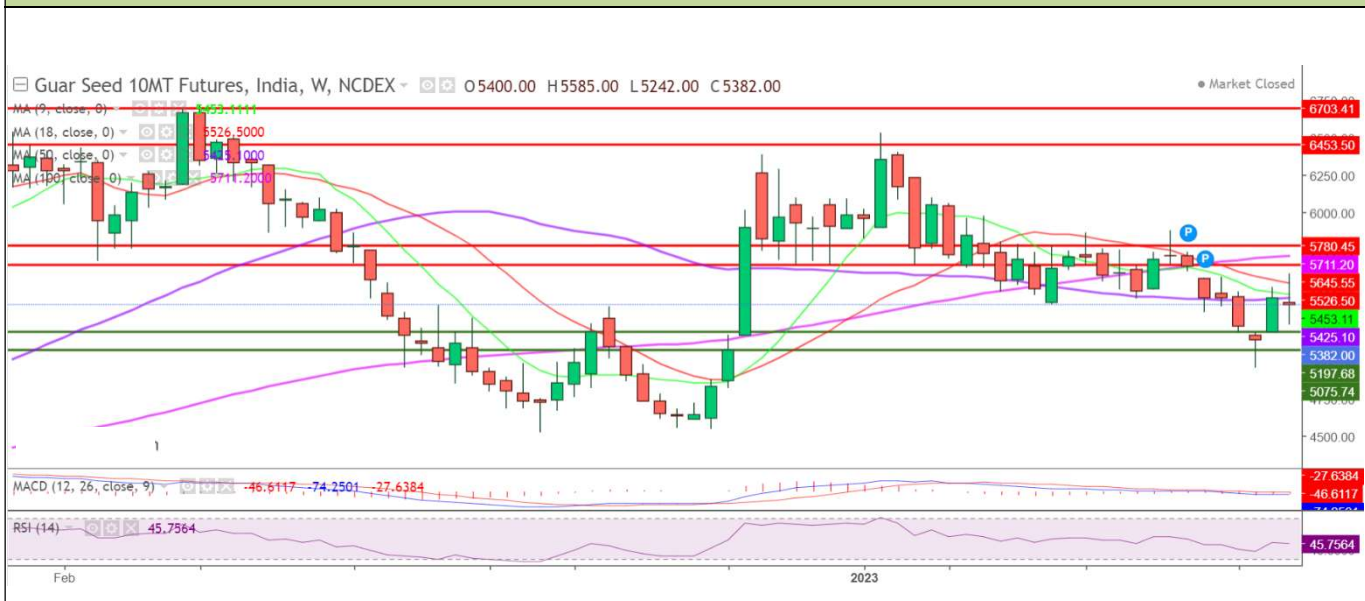 Guar Seed 10MT Futures, India, W, NCDEX O5400.00 H5585.00 L5242.00 C5382.00
Market Closed
MA (9, close, 0) 5453.1111
MA (18, close, 0) 5526.5000
MA (50, close, 0) 5425.1000
MA (100, close, 0) 5711.2000
6703.41
6453.50
6250.00
6000.00
5780.45
5711.20
5645.55
5526.50
5453.11
5425.10
5382.00
5197.68
5075.74
4500.00
P
P
MACD (12, 26, close, 9) -46.6117 -74.2501 -27.6384
-27.6384
-46.6117
RSI (14) 45.7564
45.7564
Feb 2023